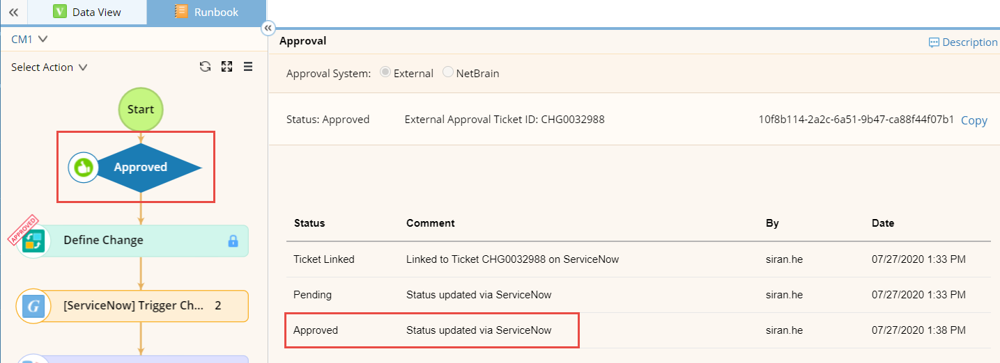 Data View
Runbook
CM1
Select Action
Start
Approved
APPROVED
Define Change
[ServiceNow] Trigger Ch... 2
Approval
Description
Approval System: External NetBrain
Status: Approved External Approval Ticket ID: CHG0032988 10f8b114-2a2c-6a51-9b47-ca88f44f07b1 Copy
Status Comment By Date
Ticket Linked Linked to Ticket CHG0032988 on ServiceNow siran.he 07/27/2020 1:33 PM
Pending Status updated via ServiceNow siran.he 07/27/2020 1:33 PM
Approved Status updated via ServiceNow siran.he 07/27/2020 1:38 PM